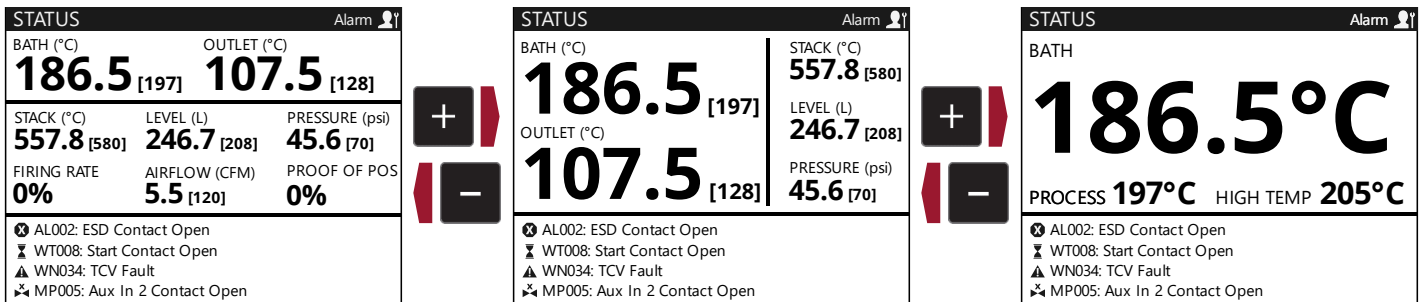 STATUS Alarm
BATH (°C) OUTLET (°C)
186.5 [197] 107.5 [128]
STACK (°C) LEVEL (L) PRESSURE (psi)
557.8 [580] 246.7 [208] 45.6 [70]
FIRING RATE AIRFLOW (CFM) PROOF OF POS
0% 5.5 [120] 0%
AL002: ESD Contact Open
WT008: Start Contact Open
WN034: TCV Fault
MP005: Aux In 2 Contact Open
+
−
STATUS Alarm
BATH (°C)
186.5 [197]
OUTLET (°C)
107.5 [128]
STACK (°C)
557.8 [580]
LEVEL (L)
246.7 [208]
PRESSURE (psi)
45.6 [70]
AL002: ESD Contact Open
WT008: Start Contact Open
WN034: TCV Fault
MP005: Aux In 2 Contact Open
+
−
STATUS Alarm
BATH
186.5°C
PROCESS 197°C HIGH TEMP 205°C
AL002: ESD Contact Open
WT008: Start Contact Open
WN034: TCV Fault
MP005: Aux In 2 Contact Open